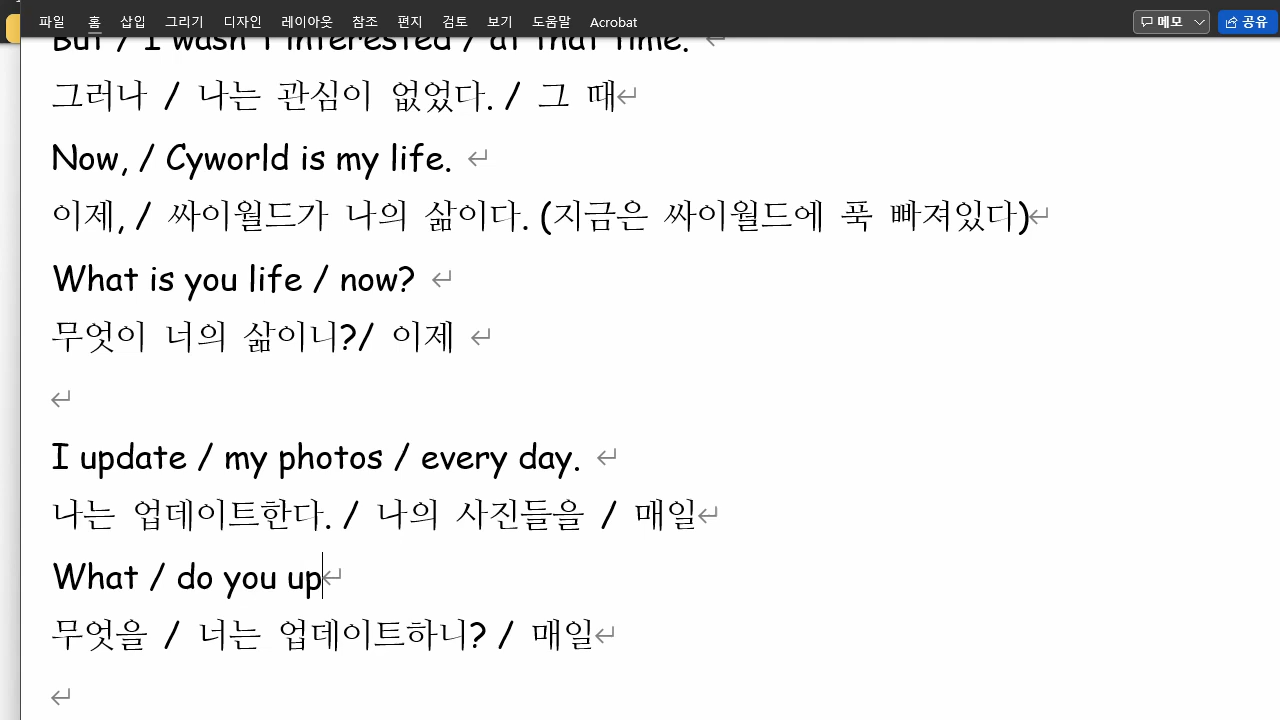 파일 홈 삽입 그리기 디자인 레이아웃 참조 편지 검토 보기 도움말 Acrobat 메모 공유
But / I wasn't interested / at that time.
그러나 / 나는 관심이 없었다. / 그 때
Now, / Cyworld is my life.
이제, / 싸이월드가 나의 삶이다. (지금은 싸이월드에 푹 빠져있다)
What is you life / now?
무엇이 너의 삶이니?/ 이제
I update / my photos / every day.
나는 업데이트한다. / 나의 사진들을 / 매일
What / do you up
무엇을 / 너는 업데이트하니? / 매일